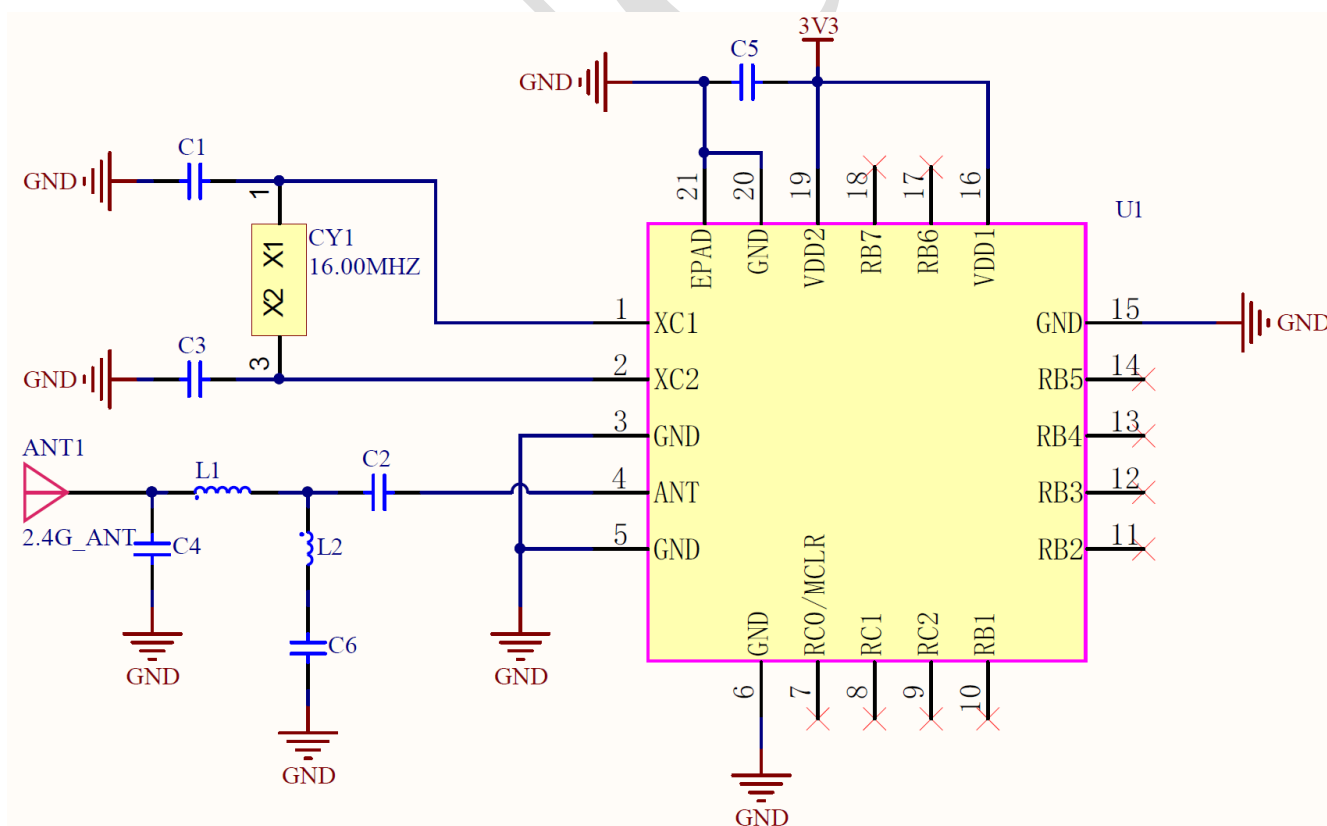 3V3
C5
GND
C1
GND
1
X1
X2
CY1
16.00MHZ
3
C3
GND
21
20
19
18
17
16
U1
EPAD
GND
VDD2
RB7
RB6
VDD1
1
XC1
2
XC2
3
GND
4
ANT
5
GND
GND
15
GND
RB5
14
RB4
13
RB3
12
RB2
11
ANT1
2.4G_ANT
L1
C2
C4
L2
C6
GND
GND
GND
GND
RC0/MCLR
RC1
RC2
RB1
6
7
8
9
10
GND